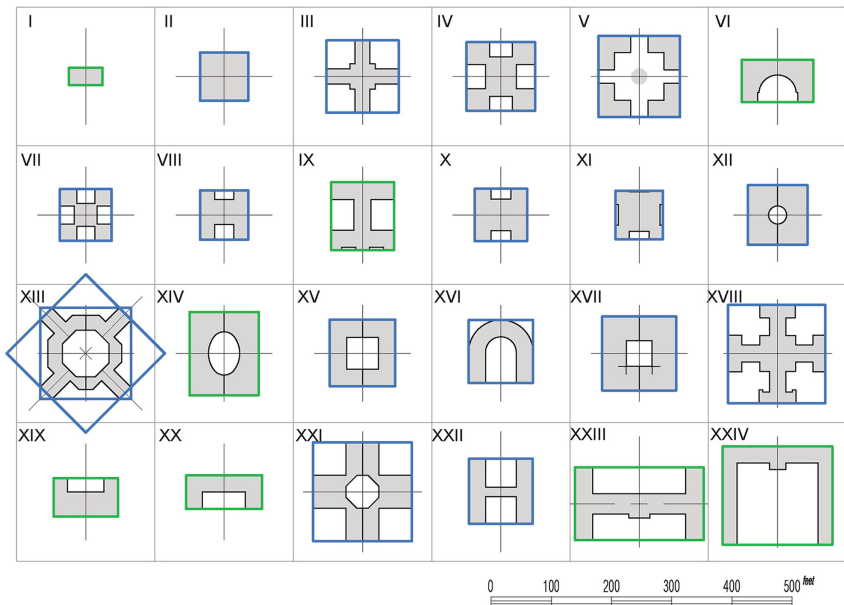 I II III IV V VI
VII VIII IX X XI XII
XIII XIV XV XVI XVII XVIII
XIX XX XXI XXII XXIII XXIV
0 100 200 300 400 500 feet